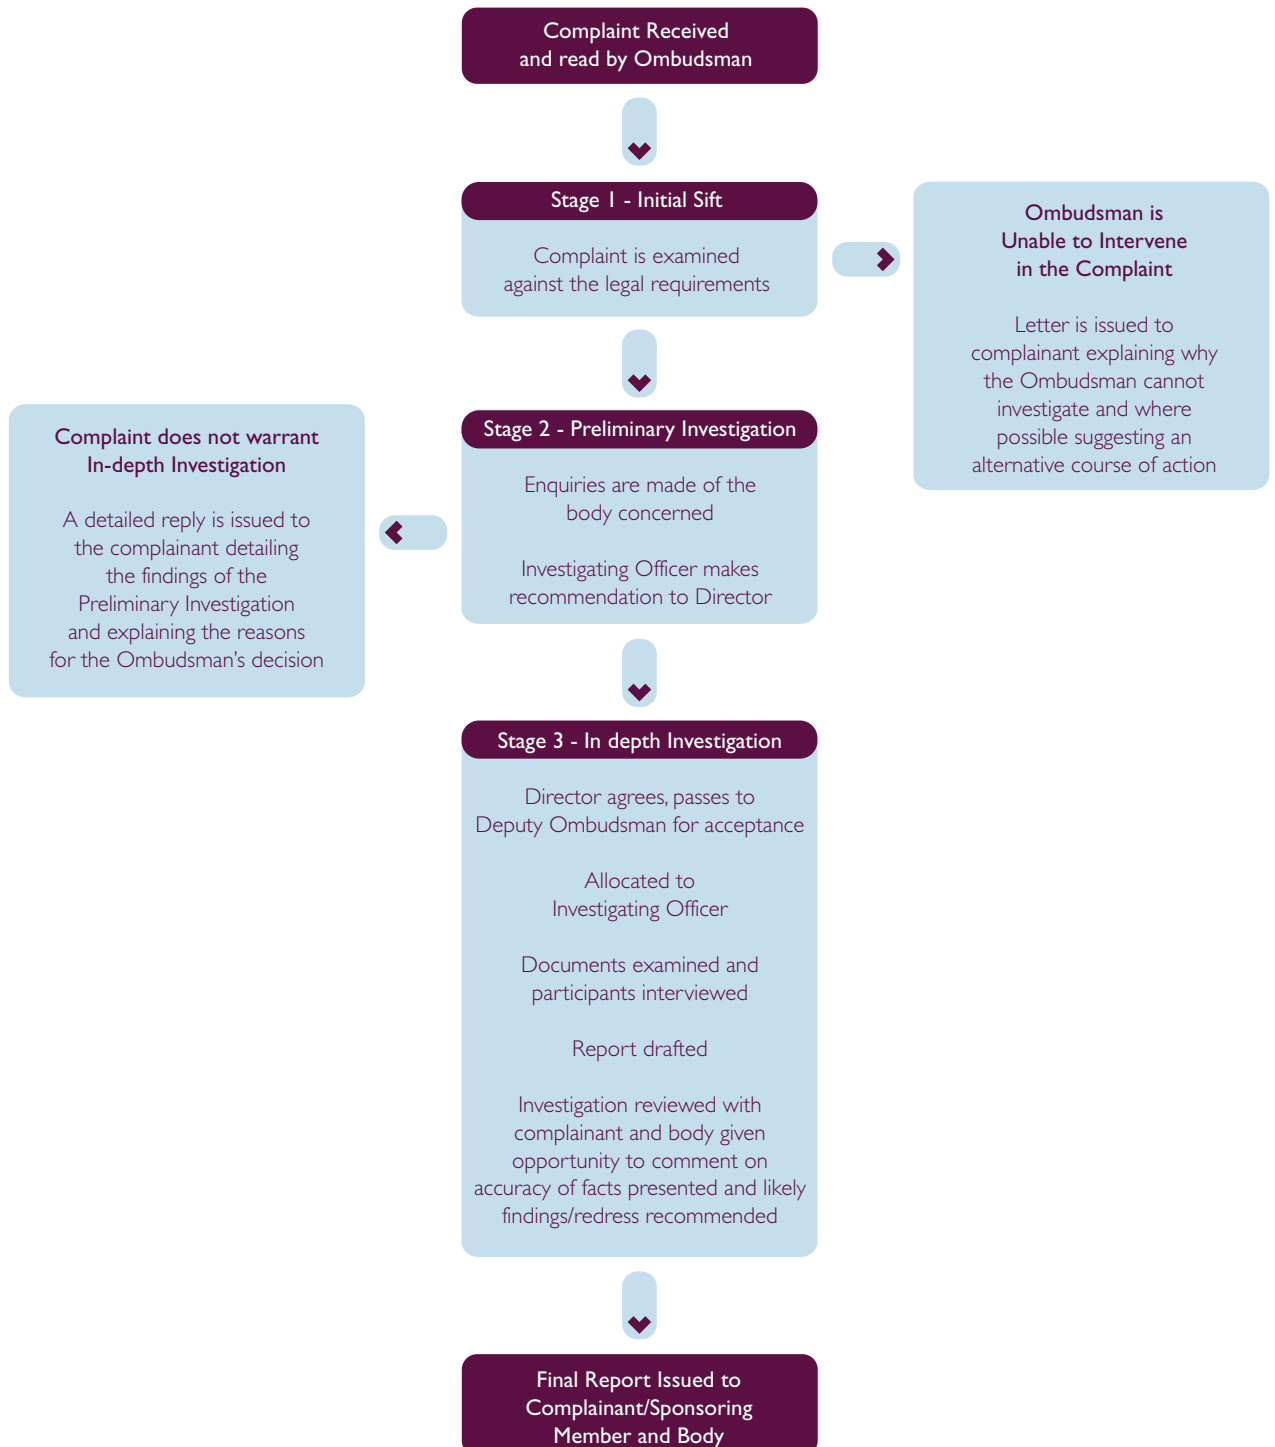 Complaint Received
and read by Ombudsman
Stage 1 - Initial Sift
Complaint is examined
against the legal requirements
Ombudsman is
Unable to Intervene
in the Complaint
Letter is issued to
complainant explaining why
the Ombudsman cannot
investigate and where
possible suggesting an
alternative course of action
Stage 2 - Preliminary Investigation
Enquiries are made of the
body concerned
Investigating Officer makes
recommendation to Director
Complaint does not warrant
In-depth Investigation
A detailed reply is issued to
the complainant detailing
the findings of the
Preliminary Investigation
and explaining the reasons
for the Ombudsman's decision
Stage 3 - In depth Investigation
Director agrees, passes to
Deputy Ombudsman for acceptance
Allocated to
Investigating Officer
Documents examined and
participants interviewed
Report drafted
Investigation reviewed with
complainant and body given
opportunity to comment on
accuracy of facts presented and likely
findings/redress recommended
Final Report Issued to
Complainant/Sponsoring
Member and Body